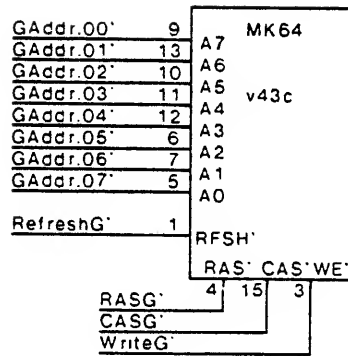 GAddr.00' 9 MK64
GAddr.01' 13 A7
GAddr.02' 10 A6
GAddr.03' 11 A5 v43c
GAddr.04' 12 A4
GAddr.05' 6 A3
GAddr.06' 7 A2
GAddr.07' 5 A1
A0
RefreshG' 1
RFSH'
RAS' CAS' WE'
RASG' 4 15 3
CASG'
WriteG'